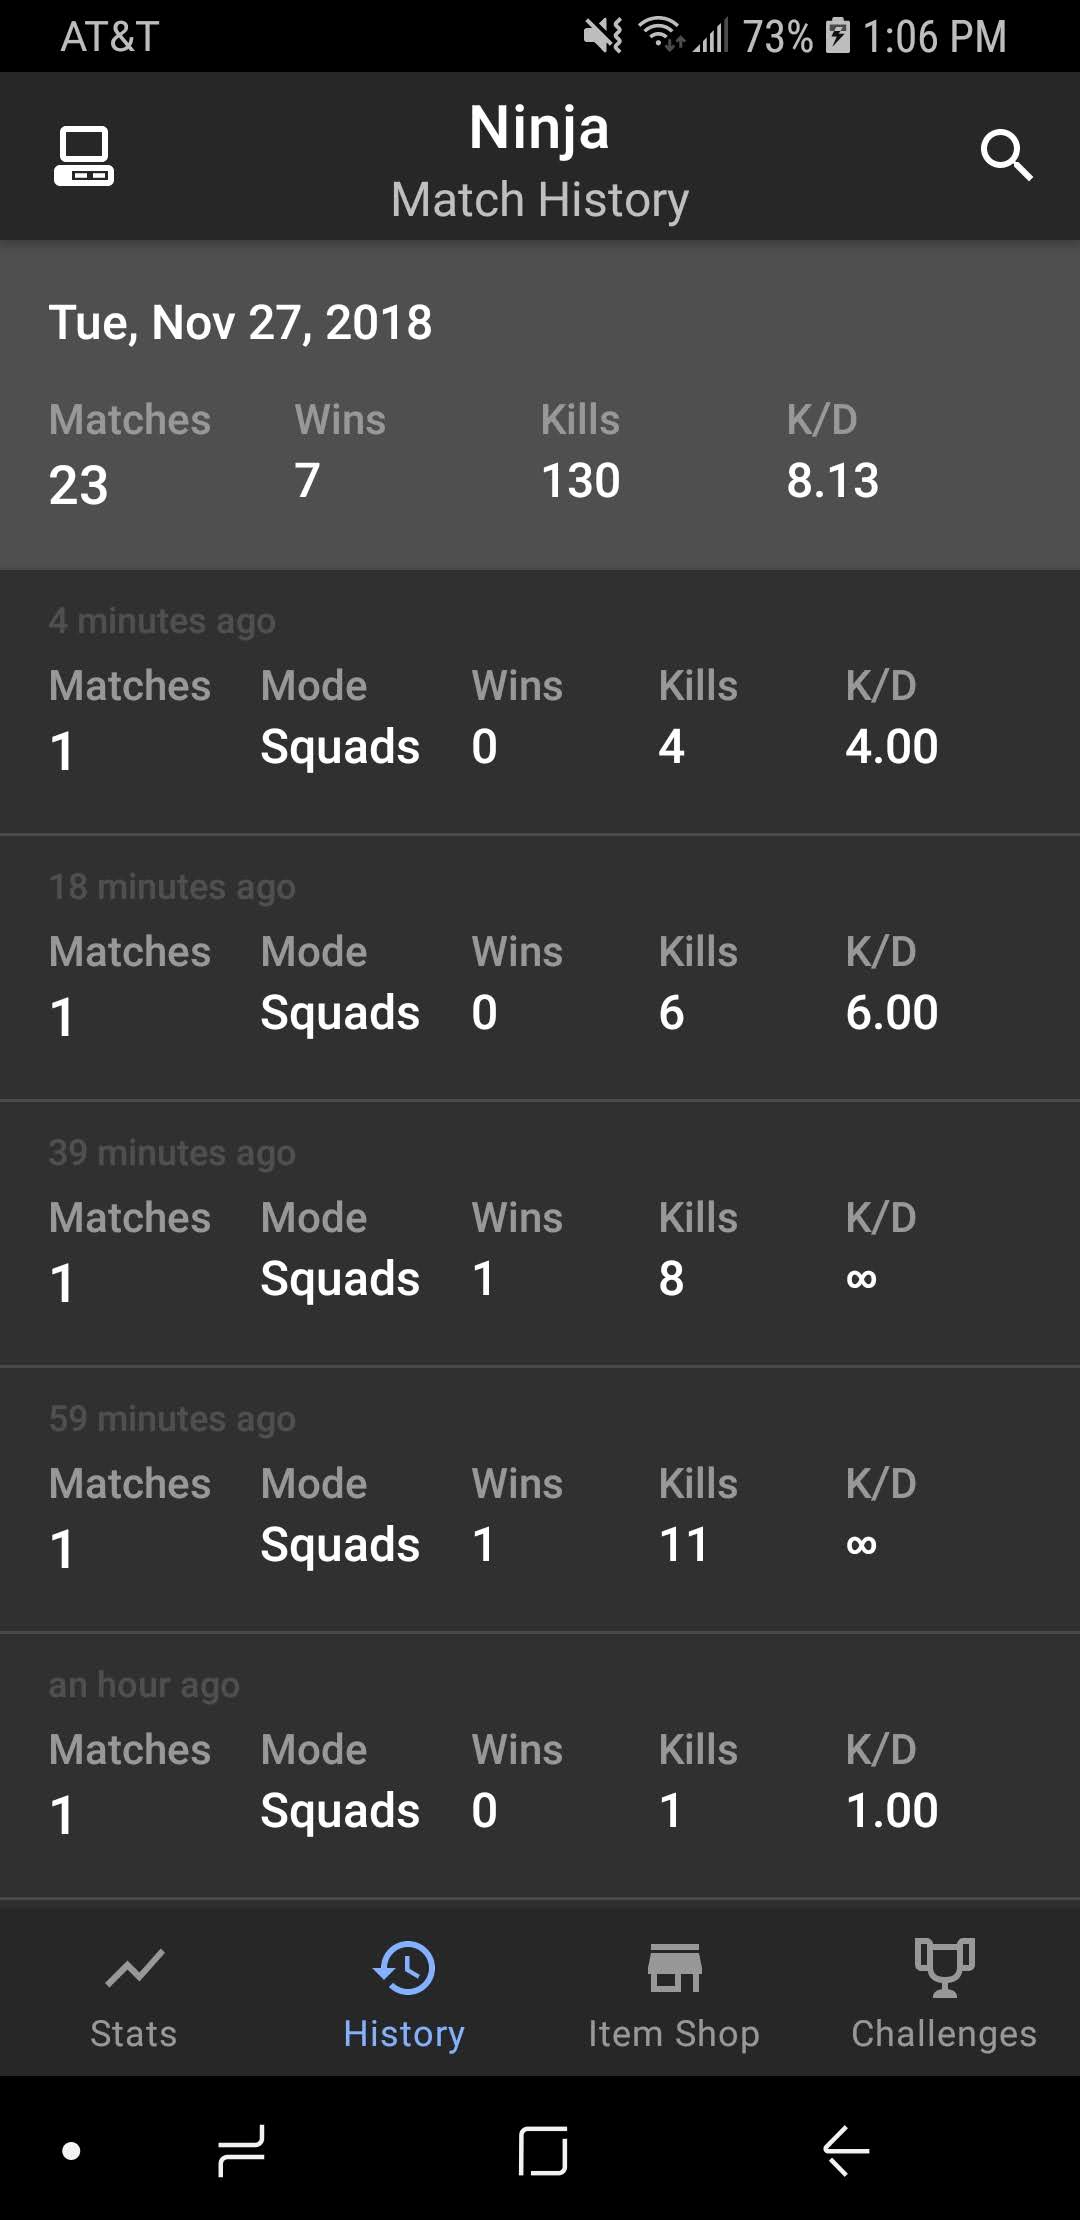 AT&T 73% 1:06 PM
Ninja
Match History
Tue, Nov 27, 2018
Matches Wins Kills K/D
23 7 130 8.13
4 minutes ago
Matches Mode Wins Kills K/D
1 Squads 0 4 4.00
18 minutes ago
Matches Mode Wins Kills K/D
1 Squads 0 6 6.00
39 minutes ago
Matches Mode Wins Kills K/D
1 Squads 1 8 ∞
59 minutes ago
Matches Mode Wins Kills K/D
1 Squads 1 11 ∞
an hour ago
Matches Mode Wins Kills K/D
1 Squads 0 1 1.00
Stats History Item Shop Challenges